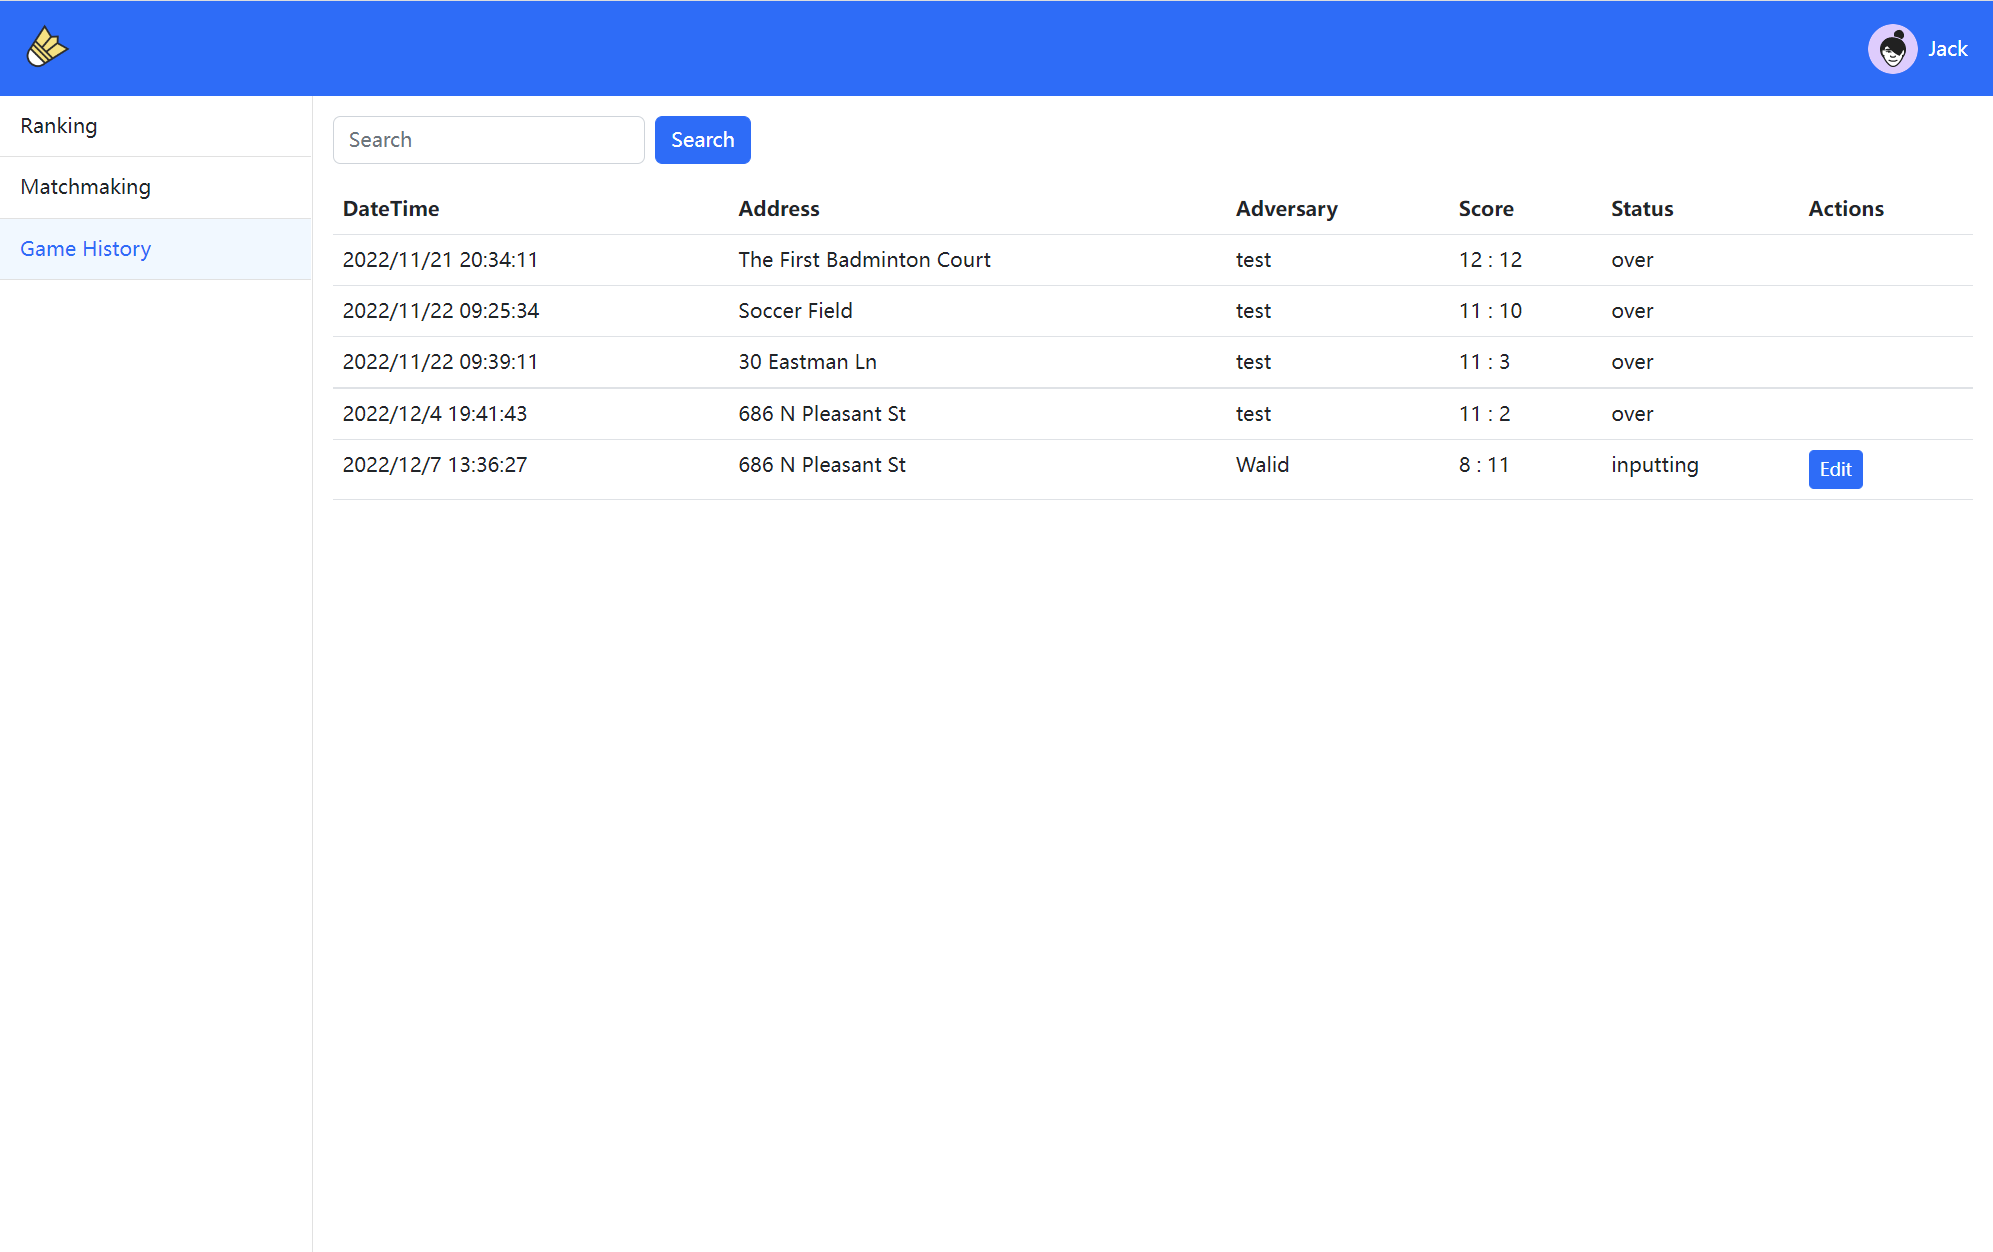 Jack
Ranking
Matchmaking
Game History
Search Search
DateTime Address Adversary Score Status Actions
2022/11/21 20:34:11 The First Badminton Court test 12 : 12 over
2022/11/22 09:25:34 Soccer Field test 11 : 10 over
2022/11/22 09:39:11 30 Eastman Ln test 11 : 3 over
2022/12/4 19:41:43 686 N Pleasant St test 11 : 2 over
2022/12/7 13:36:27 686 N Pleasant St Walid 8 : 11 inputting Edit